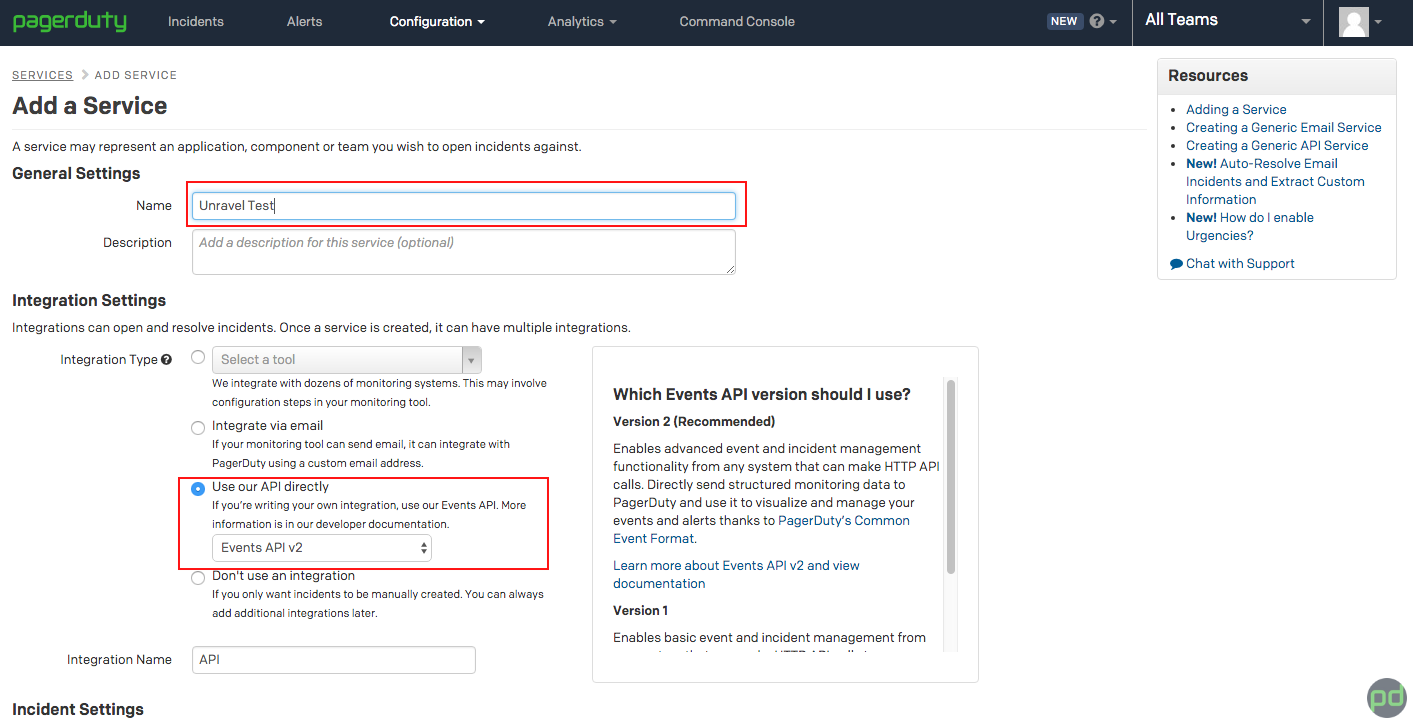 pagerduty Incidents Alerts Configuration Analytics Command Console NEW ? All Teams
SERVICES ADD SERVICE
Add a Service
A service may represent an application, component or team you wish to open incidents against.
General Settings
Name Unravel Test
Description Add a description for this service (optional)
Integration Settings
Integrations can open and resolve incidents. Once a service is created, it can have multiple integrations.
Integration Type ? Select a tool
We integrate with dozens of monitoring systems. This may involve
configuration steps in your monitoring tool.
Integrate via email
If your monitoring tool can send email, it can integrate with
PagerDuty using a custom email address.
Use our API directly
If you're writing your own integration, use our Events API. More
information is in our developer documentation.
Events API v2
Don't use an integration
If you only want incidents to be manually created. You can always
add additional integrations later.
Integration Name API
Incident Settings
Which Events API version should I use?
Version 2 (Recommended)
Enables advanced event and incident management
functionality from any system that can make HTTP API
calls. Directly send structured monitoring data to
PagerDuty and use it to visualize and manage your
events and alerts thanks to PagerDuty's Common
Event Format.
Learn more about Events API v2 and view
documentation
Version 1
Enables basic event and incident management from
Resources
Adding a Service
Creating a Generic Email Service
Creating a Generic API Service
New! Auto-Resolve Email
Incidents and Extract Custom
Information
New! How do I enable
Urgencies?
Chat with Support
pd